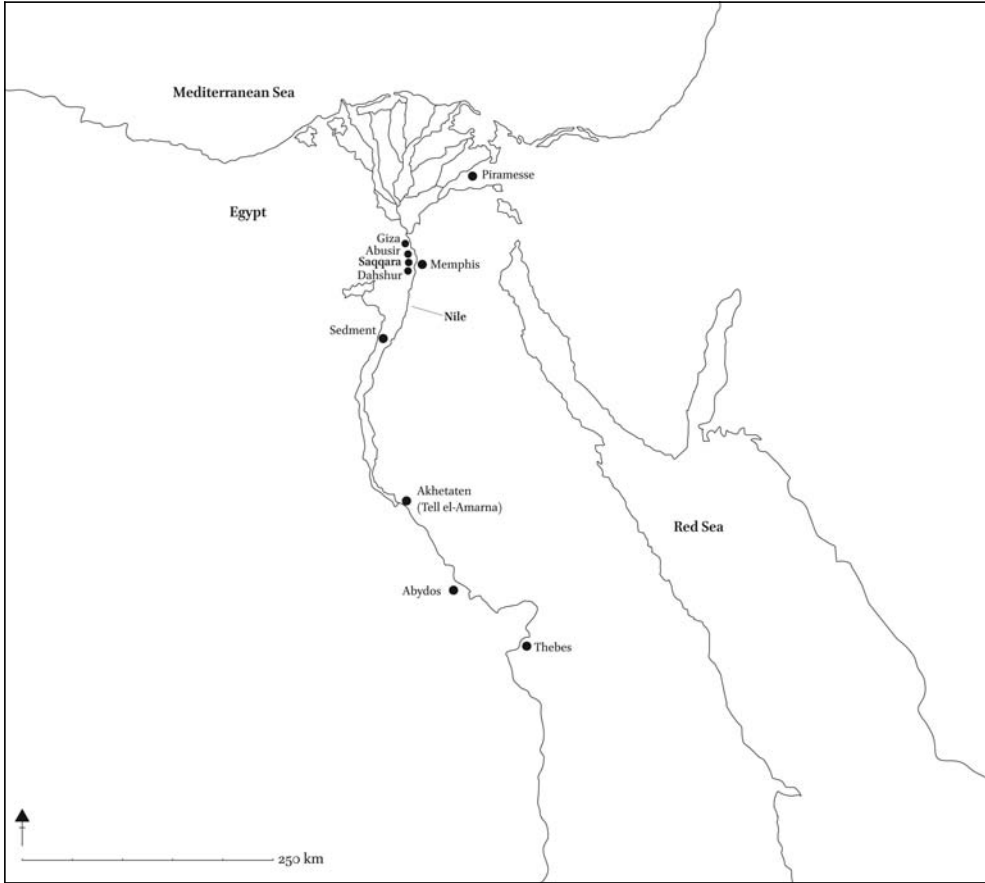 Mediterranean Sea
Piramesse
Egypt
Giza
Abusir
Saqqara
Memphis
Dahshur
Nile
Sedment
Akhetaten
(Tell el-Amarna)
Red Sea
Abydos
Thebes
250 km